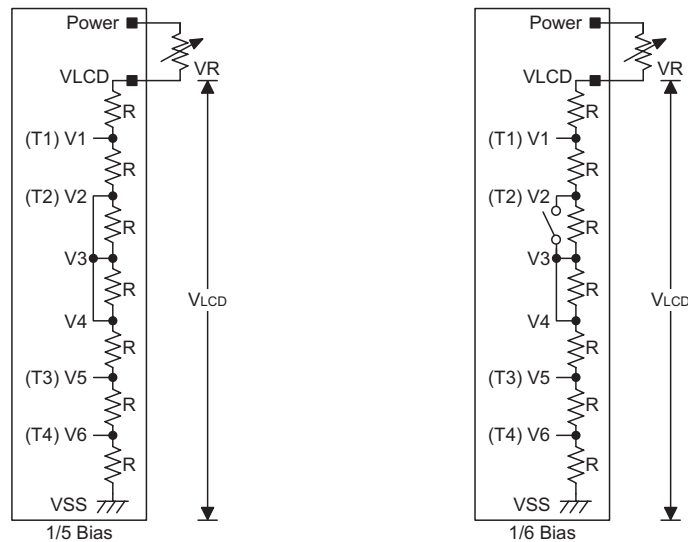 Power
VR
VLCD
R
(T1) V1
R
(T2) V2
R
V3
R
VLCD
V4
R
(T3) V5
R
(T4) V6
R
VSS
1/5 Bias
Power
VR
VLCD
R
(T1) V1
R
(T2) V2
R
V3
R
VLCD
V4
R
(T3) V5
R
(T4) V6
R
VSS
1/6 Bias